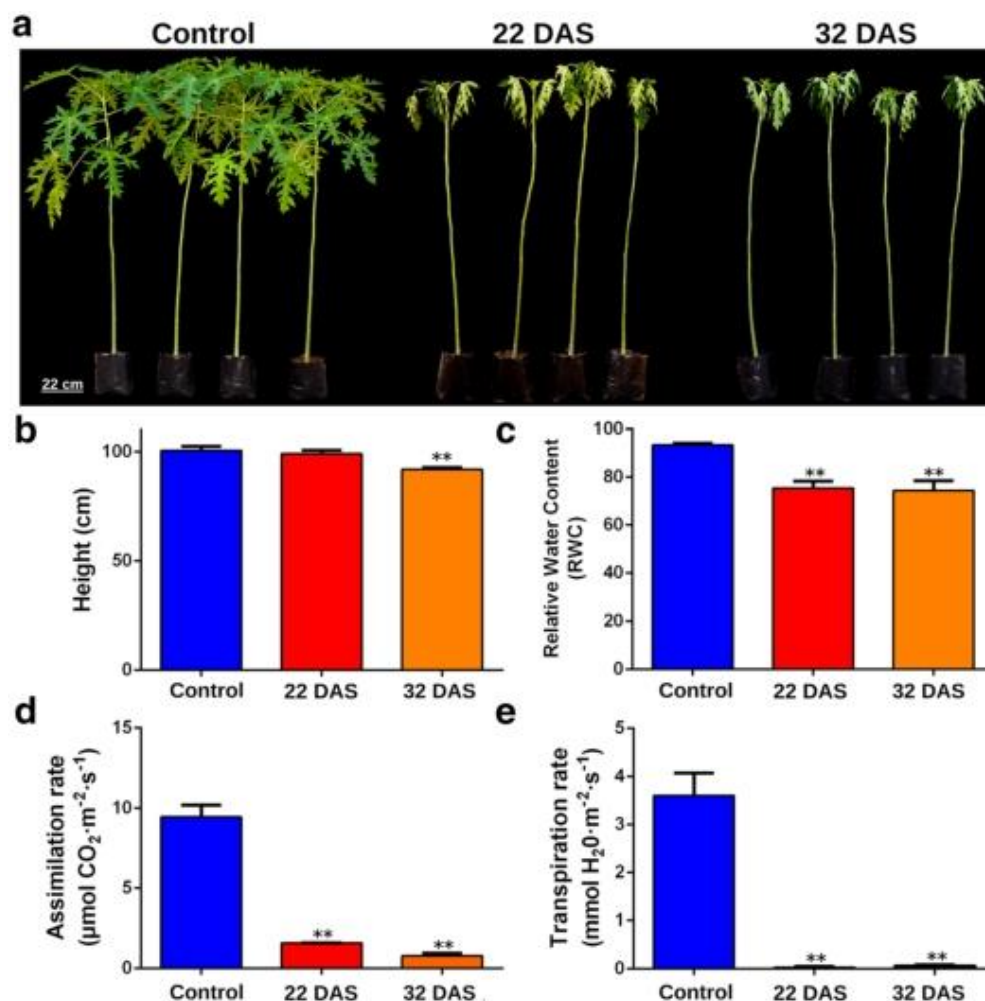 a
Control 22 DAS 32 DAS
22 cm
b
Height (cm)
100
50
0
**
Control 22 DAS 32 DAS
c
Relative Water Content
(RWC)
100
80
60
40
20
0
** **
Control 22 DAS 32 DAS
d
Assimilation rate
(µmol CO₂·m⁻²·s⁻¹)
15
10
5
0
** **
Control 22 DAS 32 DAS
e
Transpiration rate
(mmol H₂0·m⁻²·s⁻¹)
5
4
3
2
1
0
** **
Control 22 DAS 32 DAS